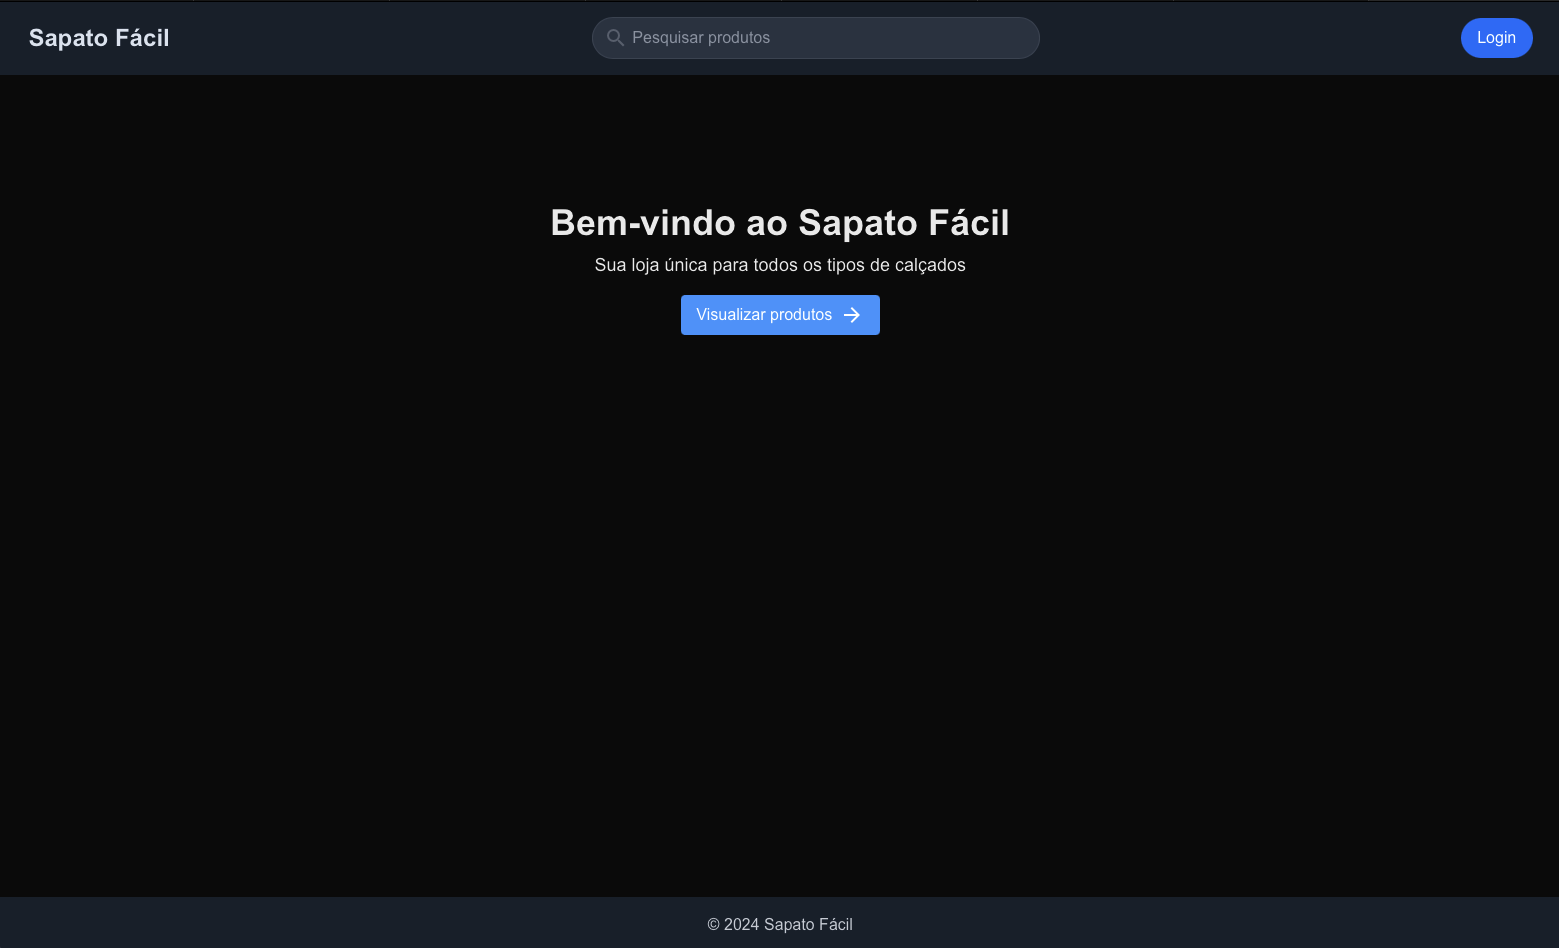 Sapato Fácil
Pesquisar produtos
Login
Bem-vindo ao Sapato Fácil
Sua loja única para todos os tipos de calçados
Visualizar produtos
© 2024 Sapato Fácil